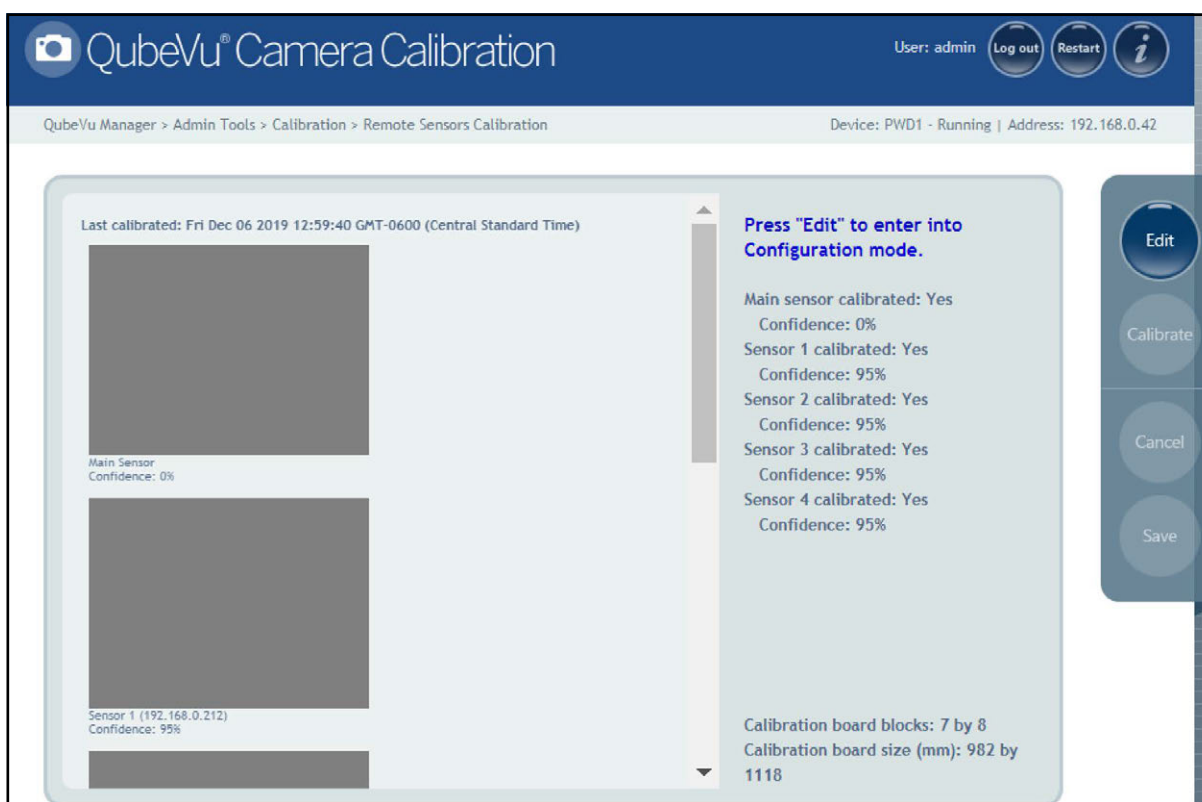 QubeVu® Camera Calibration
User: admin
Log out
Restart
i
QubeVu Manager > Admin Tools > Calibration > Remote Sensors Calibration
Device: PWD1 - Running | Address: 192.168.0.42
Last calibrated: Fri Dec 06 2019 12:59:40 GMT-0600 (Central Standard Time)
Main Sensor
Confidence: 0%
Sensor 1 (192.168.0.212)
Confidence: 95%
Press "Edit" to enter into
Configuration mode.
Main sensor calibrated: Yes
Confidence: 0%
Sensor 1 calibrated: Yes
Confidence: 95%
Sensor 2 calibrated: Yes
Confidence: 95%
Sensor 3 calibrated: Yes
Confidence: 95%
Sensor 4 calibrated: Yes
Confidence: 95%
Calibration board blocks: 7 by 8
Calibration board size (mm): 982 by
1118
Edit
Calibrate
Cancel
Save